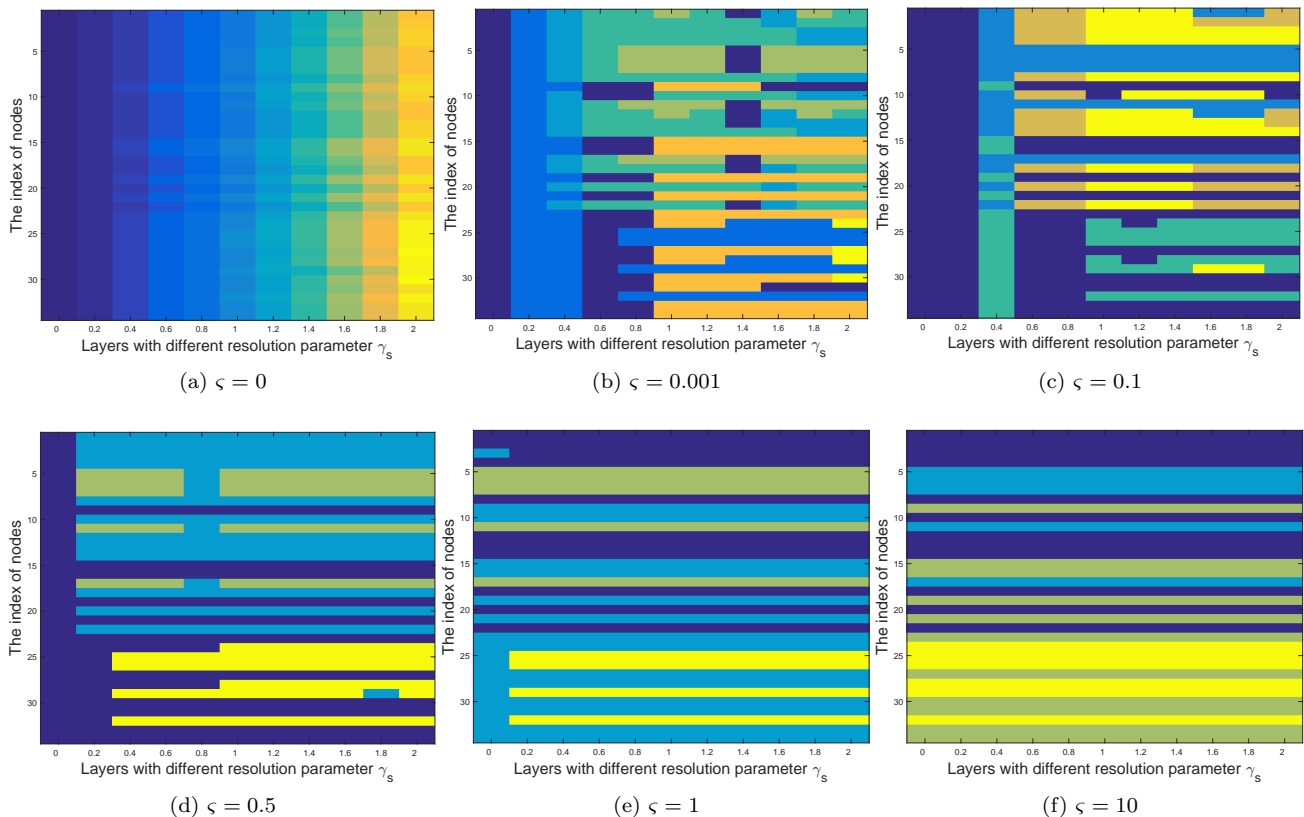 The index of nodes
5
10
15
20
25
30
0 0.2 0.4 0.6 0.8 1 1.2 1.4 1.6 1.8 2
Layers with different resolution parameter γs
(a) ς = 0
The index of nodes
5
10
15
20
25
30
0 0.2 0.4 0.6 0.8 1 1.2 1.4 1.6 1.8 2
Layers with different resolution parameter γs
(b) ς = 0.001
The index of nodes
5
10
15
20
25
30
0 0.2 0.4 0.6 0.8 1 1.2 1.4 1.6 1.8 2
Layers with different resolution parameter γs
(c) ς = 0.1
The index of nodes
5
10
15
20
25
30
0 0.2 0.4 0.6 0.8 1 1.2 1.4 1.6 1.8 2
Layers with different resolution parameter γs
(d) ς = 0.5
The index of nodes
5
10
15
20
25
30
0 0.2 0.4 0.6 0.8 1 1.2 1.4 1.6 1.8 2
Layers with different resolution parameter γs
(e) ς = 1
The index of nodes
5
10
15
20
25
30
0 0.2 0.4 0.6 0.8 1 1.2 1.4 1.6 1.8 2
Layers with different resolution parameter γs
(f) ς = 10